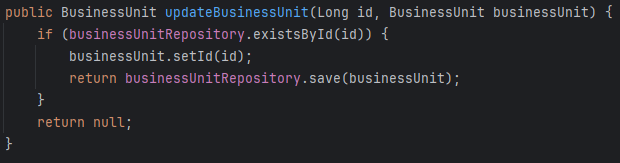 public BusinessUnit updateBusinessUnit(Long id, BusinessUnit businessUnit) {
    if (businessUnitRepository.existsById(id)) {
        businessUnit.setId(id);
        return businessUnitRepository.save(businessUnit);
    }
    return null;
}